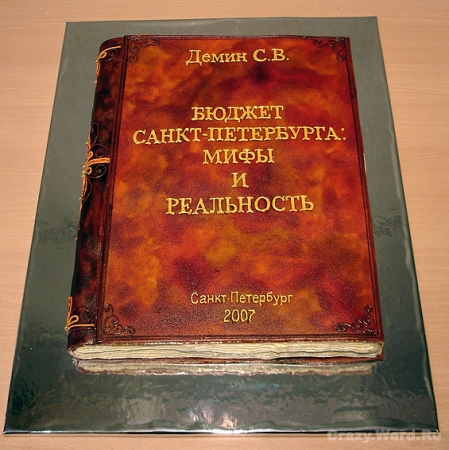 Демин С.В.
БЮДЖЕТ
САНКТ-ПЕТЕРБУРГА:
МИФЫ
И
РЕАЛЬНОСТЬ
Санкт-Петербург
2007
Crazy.Werd.Ru